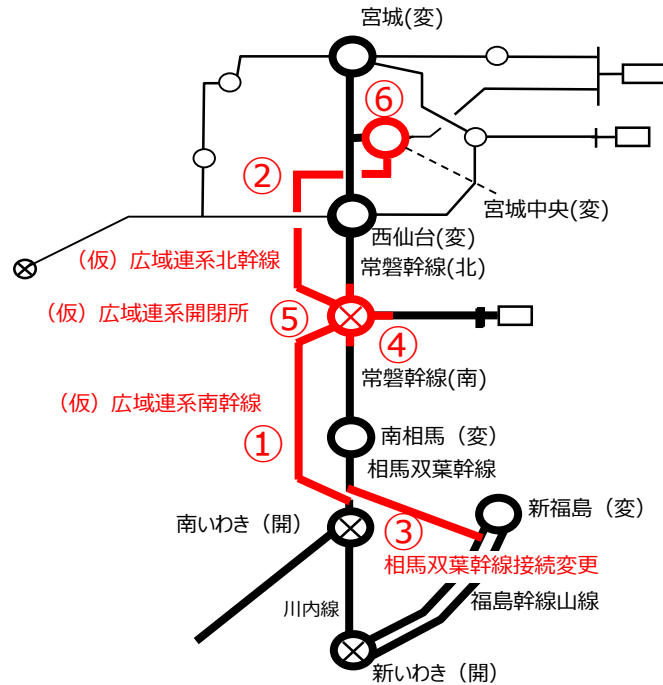 宮城(変)
⑥
②
宮城中央(変)
西仙台(変)
(仮)広域連系北幹線
常磐幹線(北)
(仮)広域連系開閉所
⑤
④
常磐幹線(南)
(仮)広域連系南幹線
①
南相馬(変)
相馬双葉幹線
南いわき(開)
新福島(変)
③
相馬双葉幹線接続変更
川内線
福島幹線山線
新いわき(開)